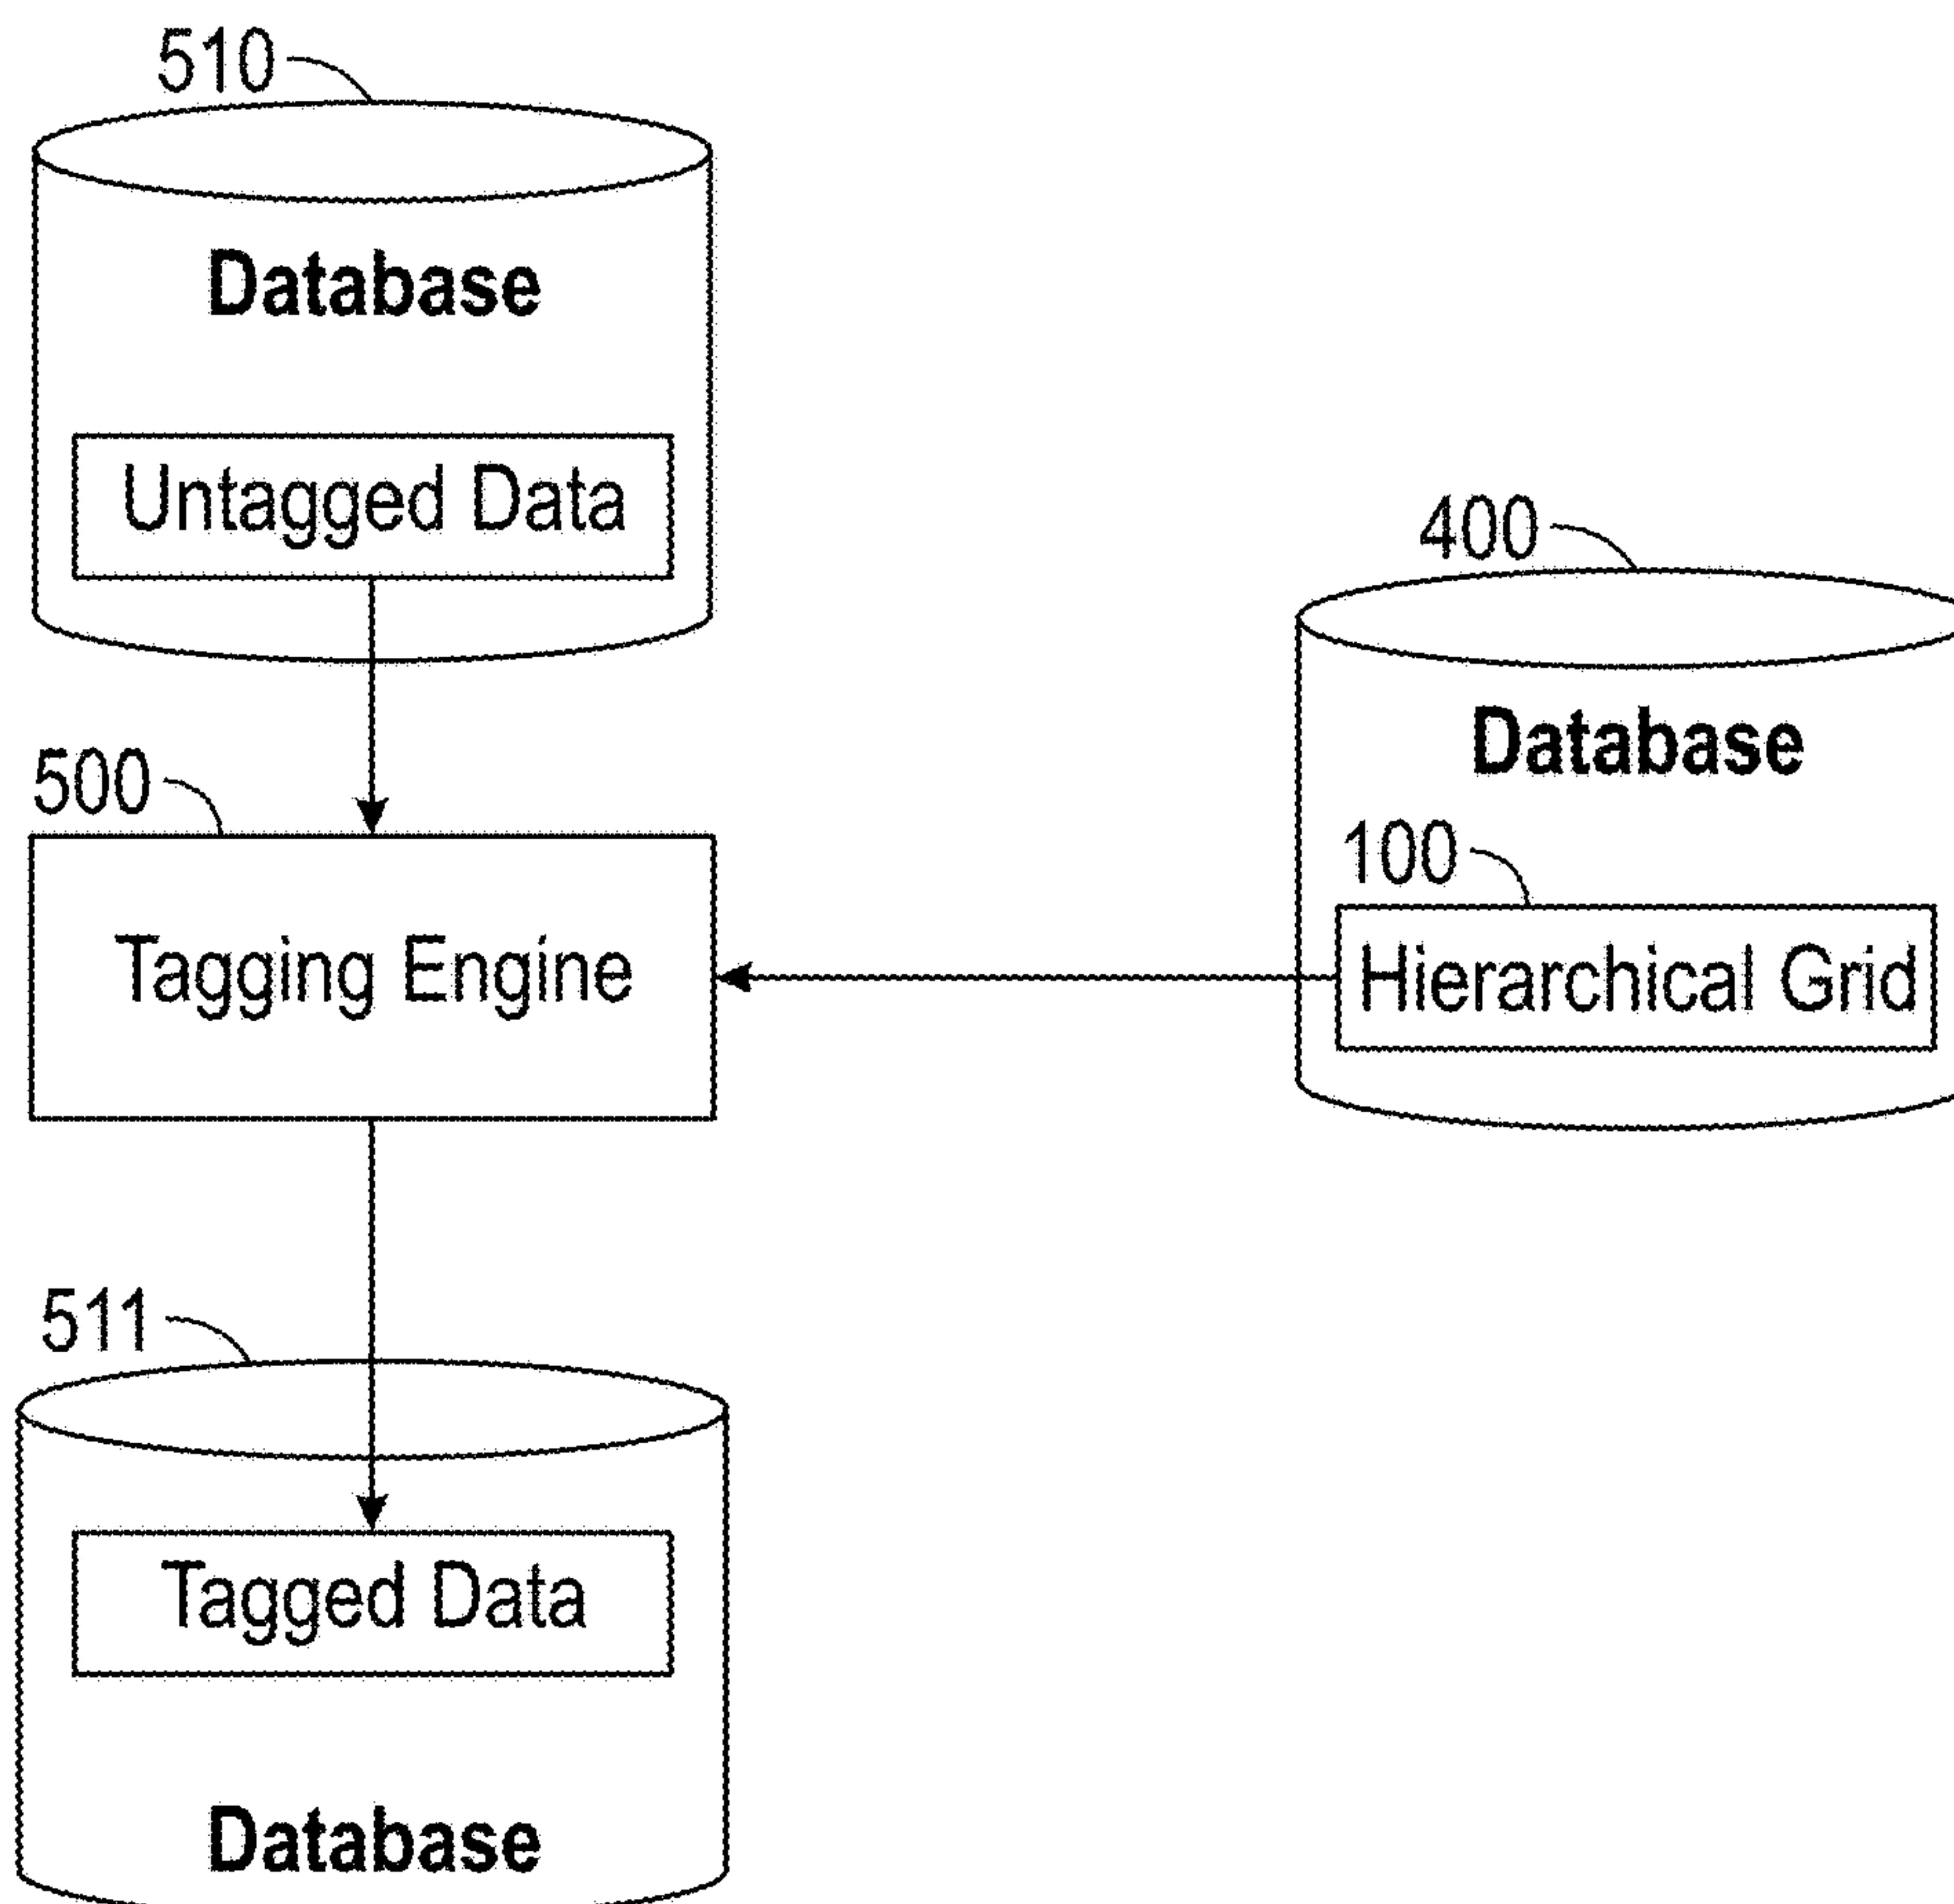 510
Database
Untagged Data
400
Database
500
100
Tagging Engine
Hierarchical Grid
511
Tagged Data
Database